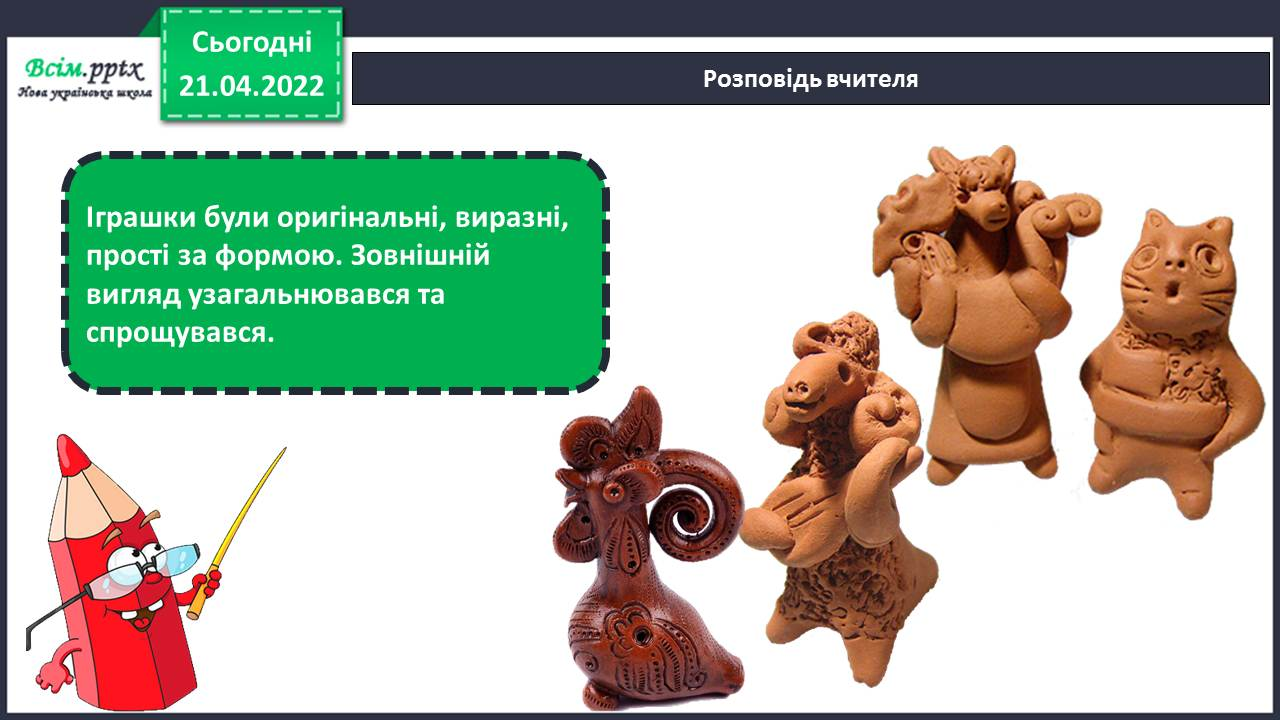 Всім.pptx
Нова українська школа
Сьогодні
21.04.2022
Розповідь вчителя
Іграшки були оригінальні, виразні,
прості за формою. Зовнішній
вигляд узагальнювався та
спрощувався.